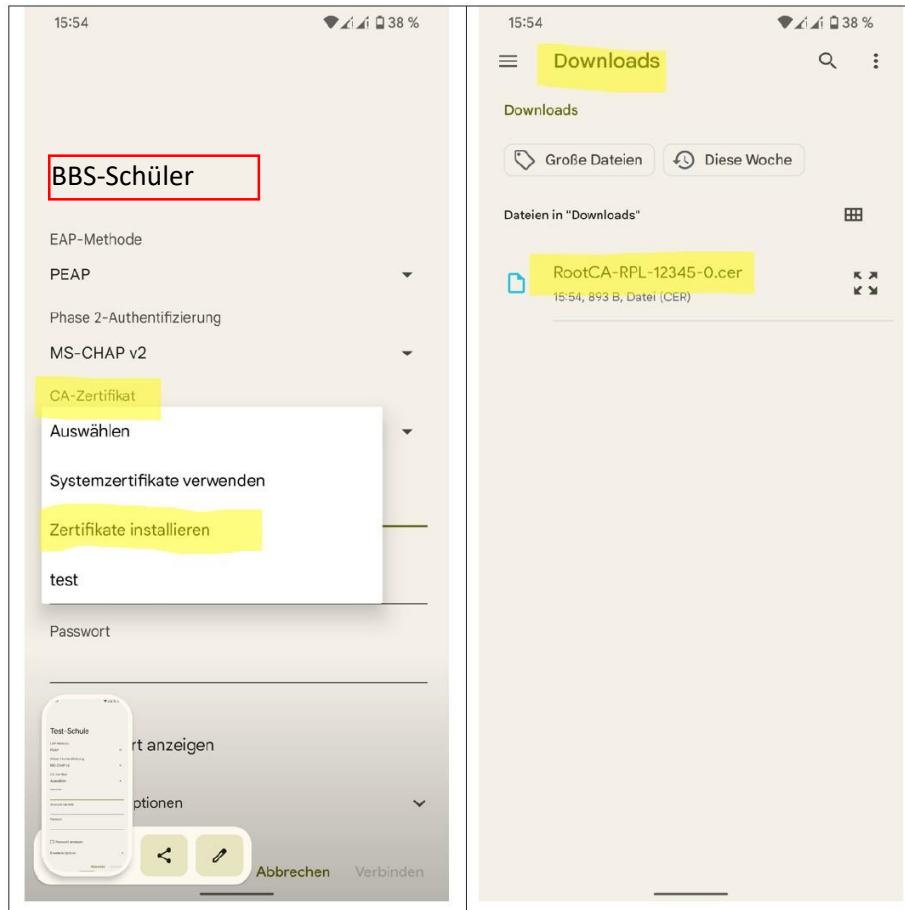 15:54
38 %
BBS-Schüler
EAP-Methode
PEAP
Phase 2-Authentifizierung
MS-CHAP v2
CA-Zertifikat
Auswählen
Systemzertifikate verwenden
Zertifikate installieren
test
Passwort
Test-Schule
rt anzeigen
ptionen
Abbrechen
Verbinden
15:54
38 %
Downloads
Downloads
Große Dateien
Diese Woche
Dateien in "Downloads"
RootCA-RPL-12345-0.cer
15:54, 893 B, Datei (CER)